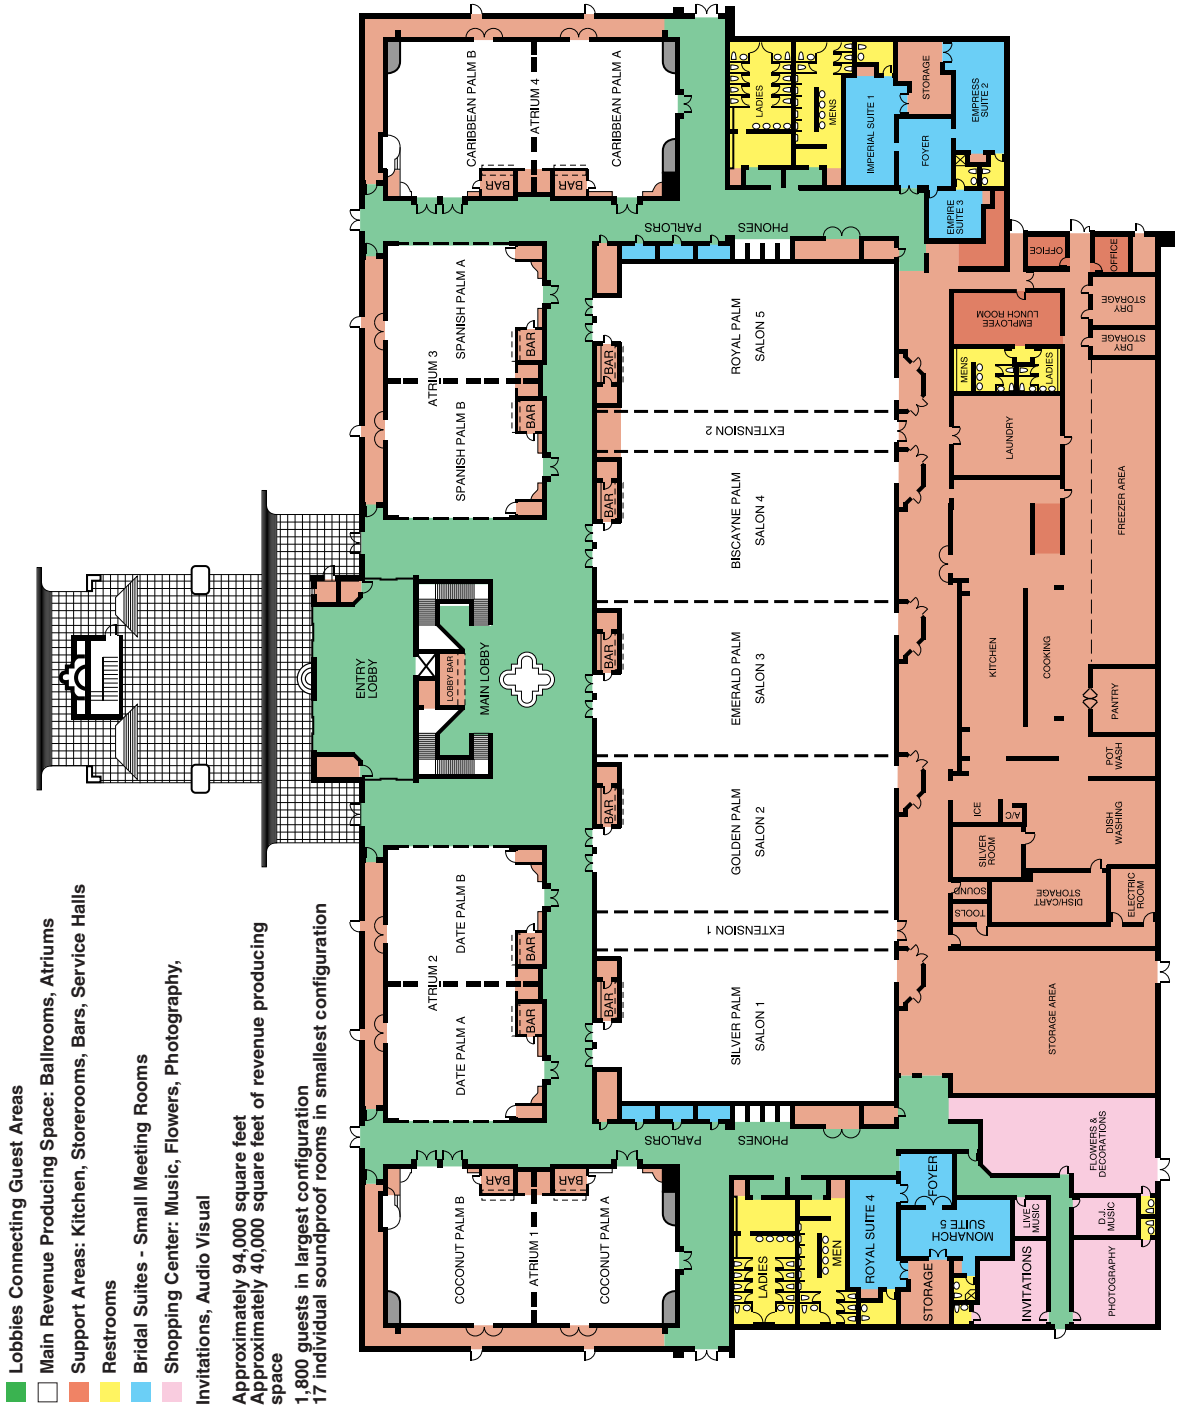 Lobbies Connecting Guest Areas
Main Revenue Producing Space: Ballrooms, Atriums
Support Areas: Kitchen, Storerooms, Bars, Service Halls
Restrooms
Bridal Suites - Small Meeting Rooms
Shopping Center: Music, Flowers, Photography,
Invitations, Audio Visual
Approximately 94,000 square feet
Approximately 40,000 square feet of revenue producing
space
1,800 guests in largest configuration
17 individual soundproof rooms in smallest configuration
COCONUT PALM B
ATRIUM 1
COCONUT PALM A
BAR
BAR
DATE PALM A
ATRIUM 2
DATE PALM B
BAR
BAR
ENTRY
LOBBY
LOBBY BAR
MAIN LOBBY
SPANISH PALM B
ATRIUM 3
SPANISH PALM A
BAR
BAR
CARIBBEAN PALM B
ATRIUM 4
CARIBBEAN PALM A
BAR
BAR
PARLORS
PHONES
PARLORS
PHONES
BAR
BAR
BAR
BAR
BAR
SILVER PALM
SALON 1
EXTENSION 1
GOLDEN PALM
SALON 2
EMERALD PALM
SALON 3
BISCAYNE PALM
SALON 4
EXTENSION 2
ROYAL PALM
SALON 5
LADIES
MEN
ROYAL SUITE 4
FOYER
MONARCH
SUITE 5
STORAGE
LIVE
MUSIC
INVITATIONS
D.J.
MUSIC
PHOTOGRAPHY
FLOWERS &
DECORATIONS
LADIES
MENS
IMPERIAL SUITE 1
STORAGE
EMPRESS
SUITE 2
FOYER
EMPIRE
SUITE 3
STORAGE AREA
TOOLS
SOUND
SILVER
ROOM
ICE
A/C
DISH/CART
STORAGE
ELECTRIC
ROOM
DISH
WASHING
POT
WASH
PANTRY
KITCHEN
COOKING
FREEZER AREA
LAUNDRY
MENS
LADIES
EMPLOYEE
LUNCH ROOM
DRY
STORAGE
DRY
STORAGE
OFFICE
OFFICE